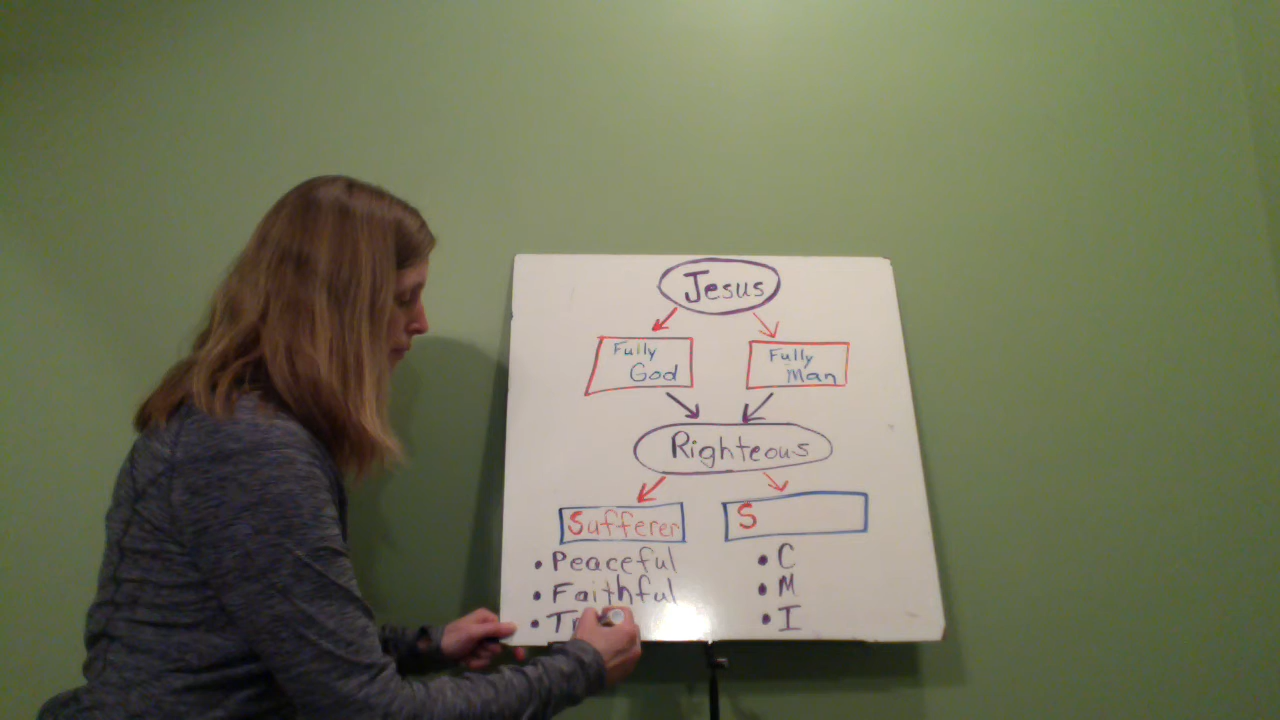 Jesus
Fully God
Fully Man
Righteous
Sufferer
S
• Peaceful
• Faithful
• C
• M
• I